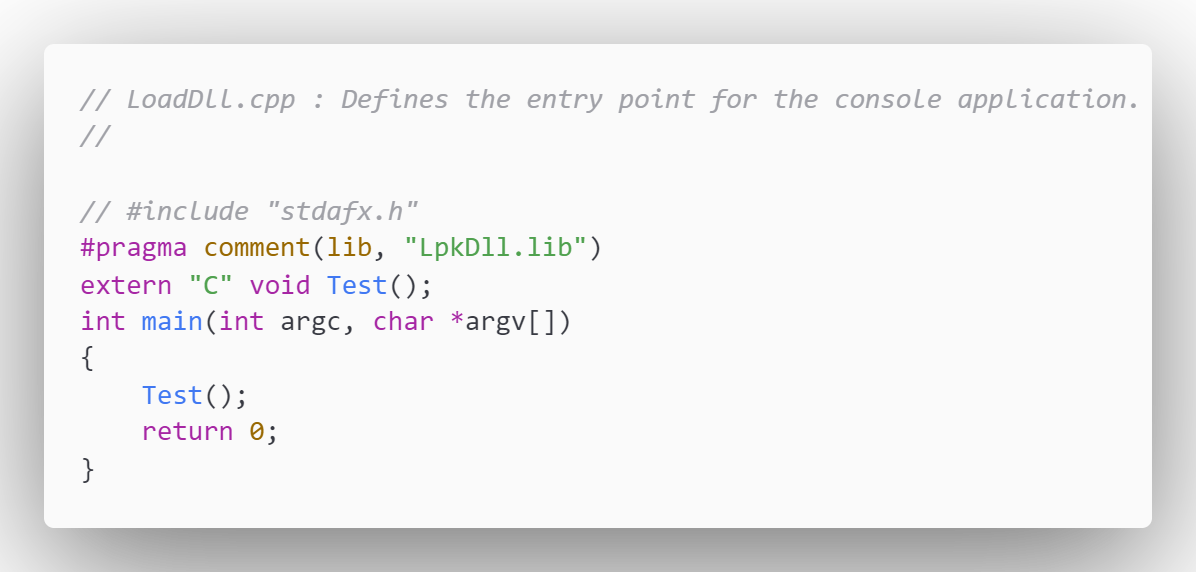 // LoadDll.cpp : Defines the entry point for the console application.
//
// #include "stdafx.h"
#pragma comment(lib, "LpkDll.lib")
extern "C" void Test();
int main(int argc, char *argv[])
{
    Test();
    return 0;
}